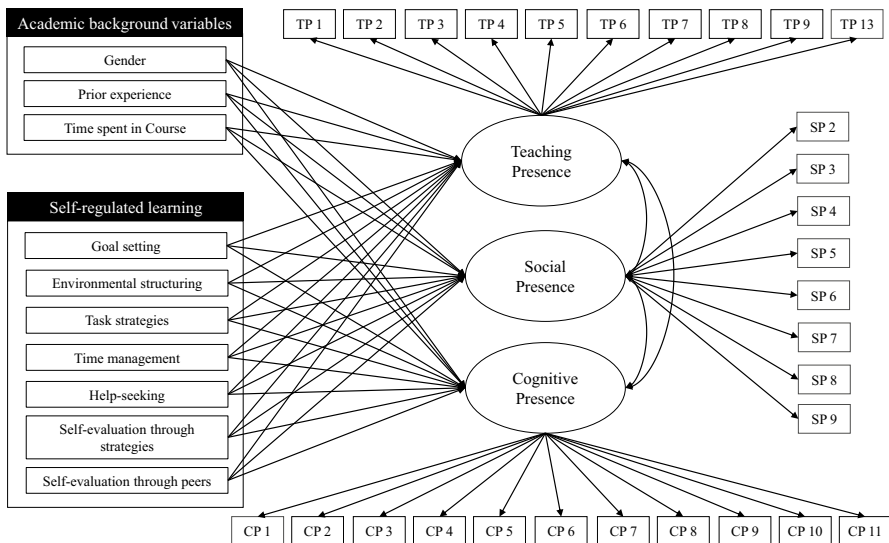 Academic background variables
Gender
Prior experience
Time spent in Course
Self-regulated learning
Goal setting
Environmental structuring
Task strategies
Time management
Help-seeking
Self-evaluation through
strategies
Self-evaluation through peers
TP 1
TP 2
TP 3
TP 4
TP 5
TP 6
TP 7
TP 8
TP 9
TP 13
Teaching
Presence
Social
Presence
Cognitive
Presence
SP 2
SP 3
SP 4
SP 5
SP 6
SP 7
SP 8
SP 9
CP 1
CP 2
CP 3
CP 4
CP 5
CP 6
CP 7
CP 8
CP 9
CP 10
CP 11